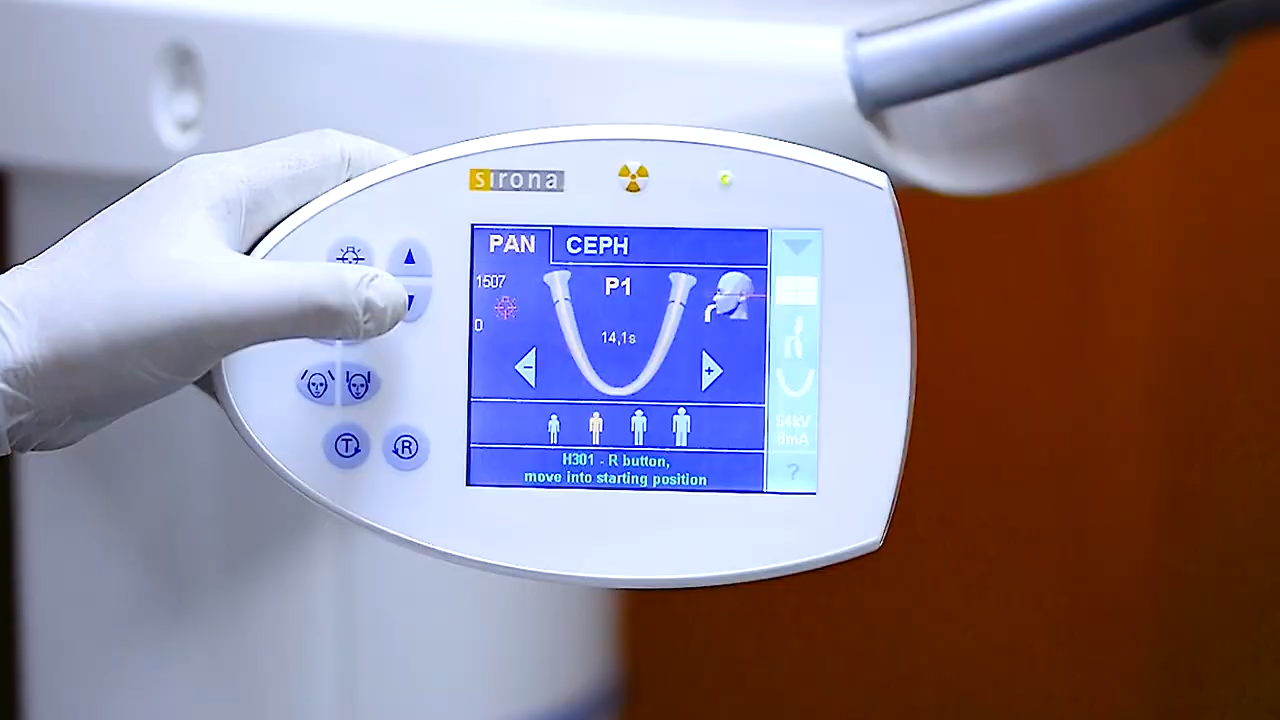 sirona
PAN CEPH
1507
P1
0
14,1s
- +
64kV
8mA
T R
H301 - R button,
move into starting position
?